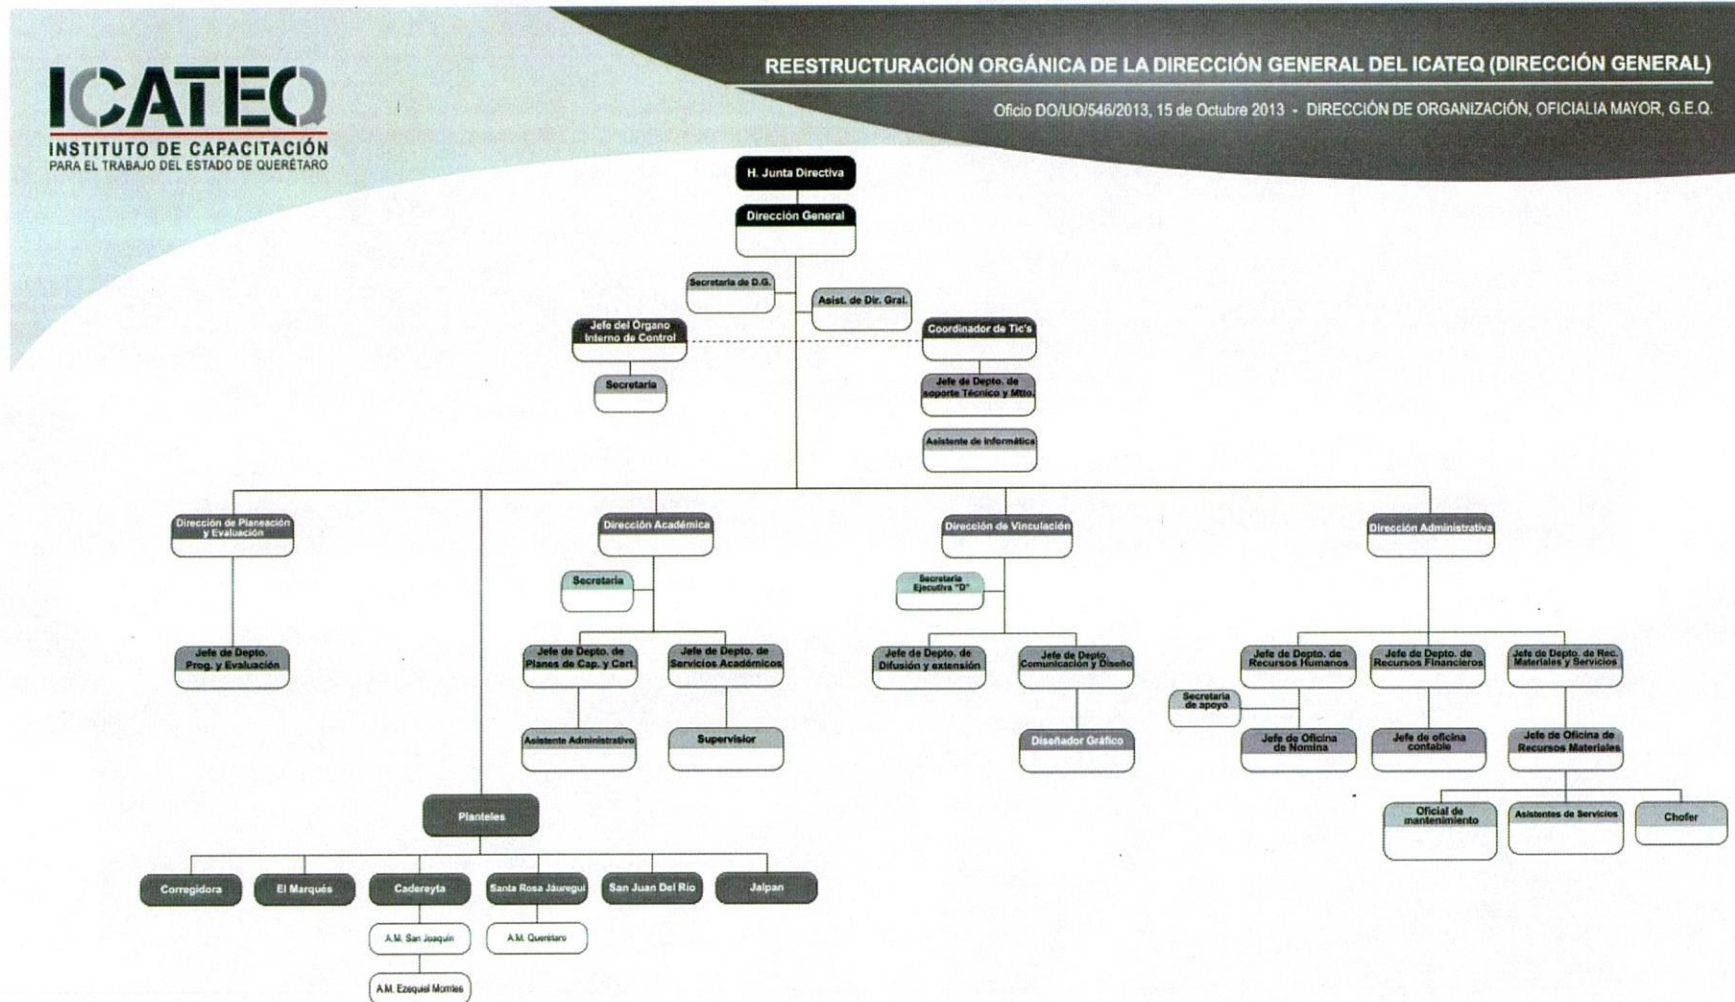 ICATEQ
INSTITUTO DE CAPACITACIÓN
PARA EL TRABAJO DEL ESTADO DE QUERÉTARO
REESTRUCTURACIÓN ORGÁNICA DE LA DIRECCIÓN GENERAL DEL ICATEQ (DIRECCIÓN GENERAL)
Oficio DO/UO/546/2013, 15 de Octubre 2013 - DIRECCIÓN DE ORGANIZACIÓN, OFICIALIA MAYOR, G.E.Q.
H. Junta Directiva
Dirección General
Secretaria de D.G.
Asist. de Dir. Gral.
Jefe del Órgano
Interno de Control
Coordinador de Tic's
Secretaria
Jefe de Depto. de
soporte Técnico y Mtto.
Asistente de Informática
Dirección de Planeación
y Evaluación
Dirección Académica
Dirección de Vinculación
Dirección Administrativa
Secretaria
Secretaria
Ejecutiva "D"
Jefe de Depto.
Prog. y Evaluación
Jefe de Depto. de
Planes de Cap. y Cert.
Jefe de Depto. de
Servicios Académicos
Jefe de Depto. de
Difusión y extensión
Jefe de Depto.
Comunicación y Diseño
Jefe de Depto. de
Recursos Humanos
Jefe de Depto. de
Recursos Financieros
Jefe de Depto. de Rec.
Materiales y Servicios
Secretaria
de apoyo
Asistente Administrativo
Supervisior
Diseñador Gráfico
Jefe de Oficina
de Nomina
Jefe de oficina
contable
Jefe de Oficina de
Recursos Materiales
Planteles
Oficial de
mantenimiento
Asistentes de Servicios
Chofer
Corregidora
El Marqués
Cadereyta
Santa Rosa Jáuregui
San Juan Del Río
Jalpan
A.M. San Joaquin
A.M. Querétaro
A.M. Ezequiel Montes